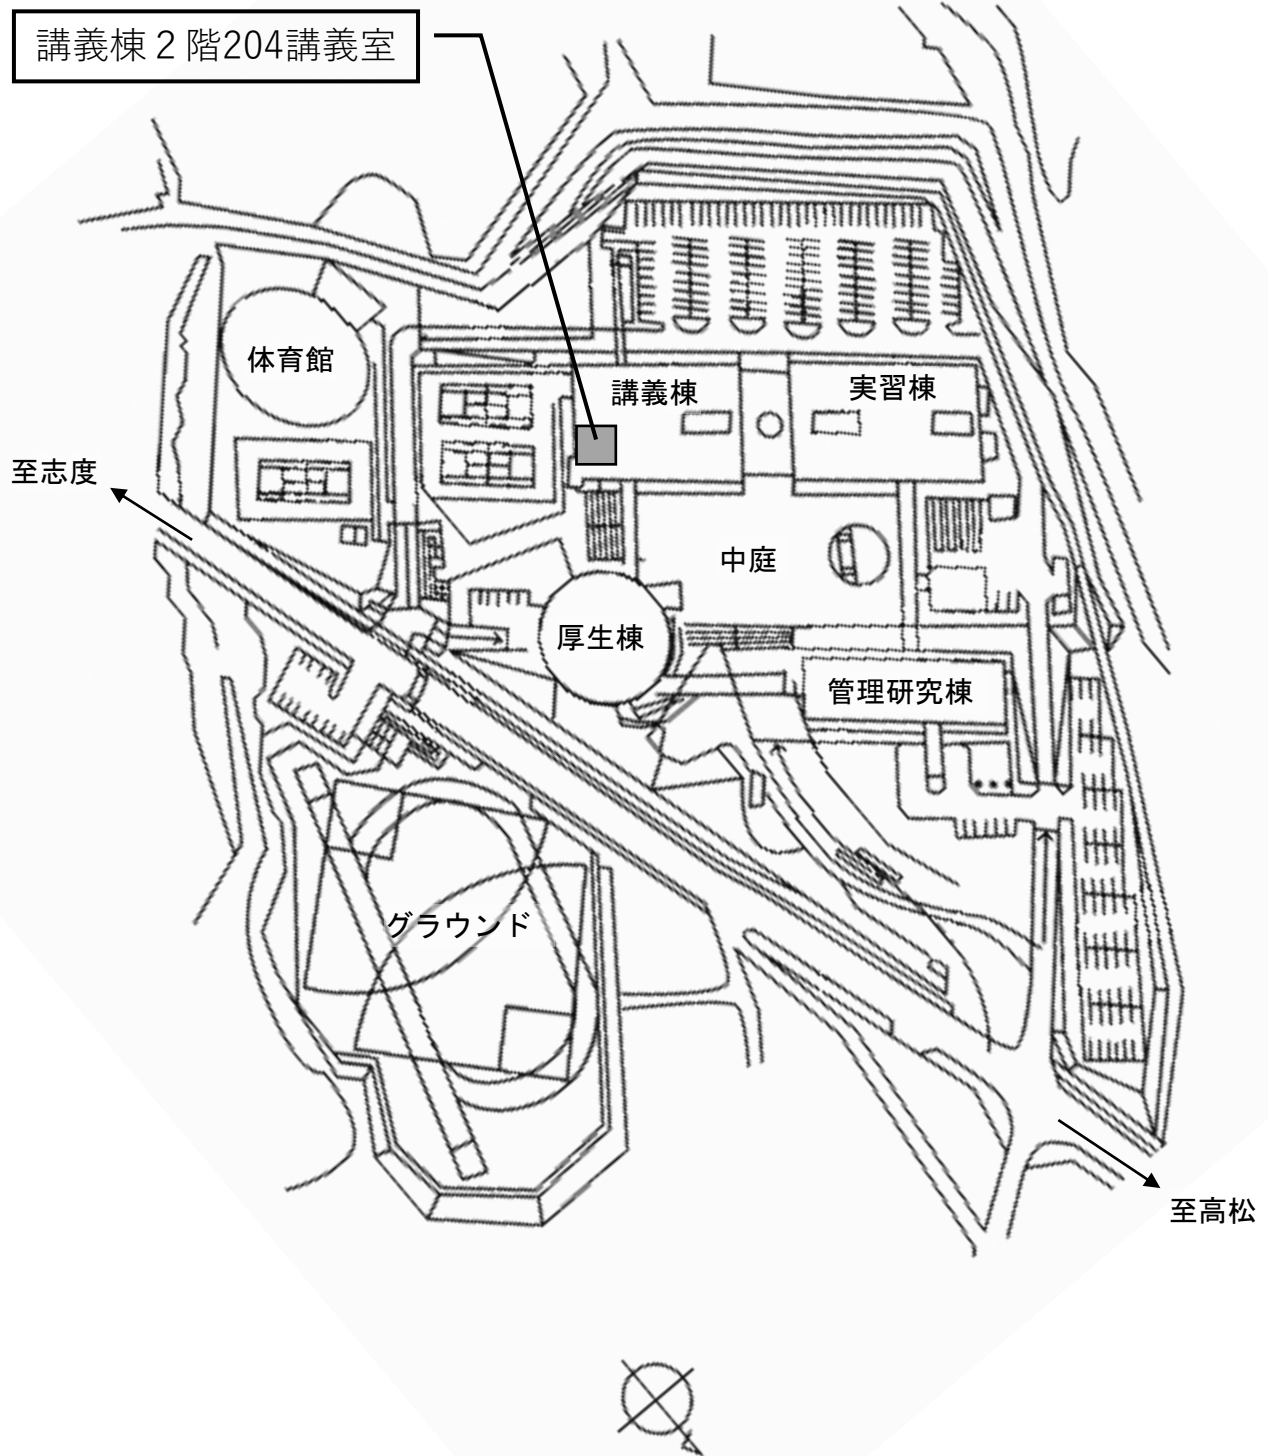 講義棟２階204講義室
体育館
講義棟
実習棟
至志度
中庭
厚生棟
管理研究棟
グラウンド
至高松